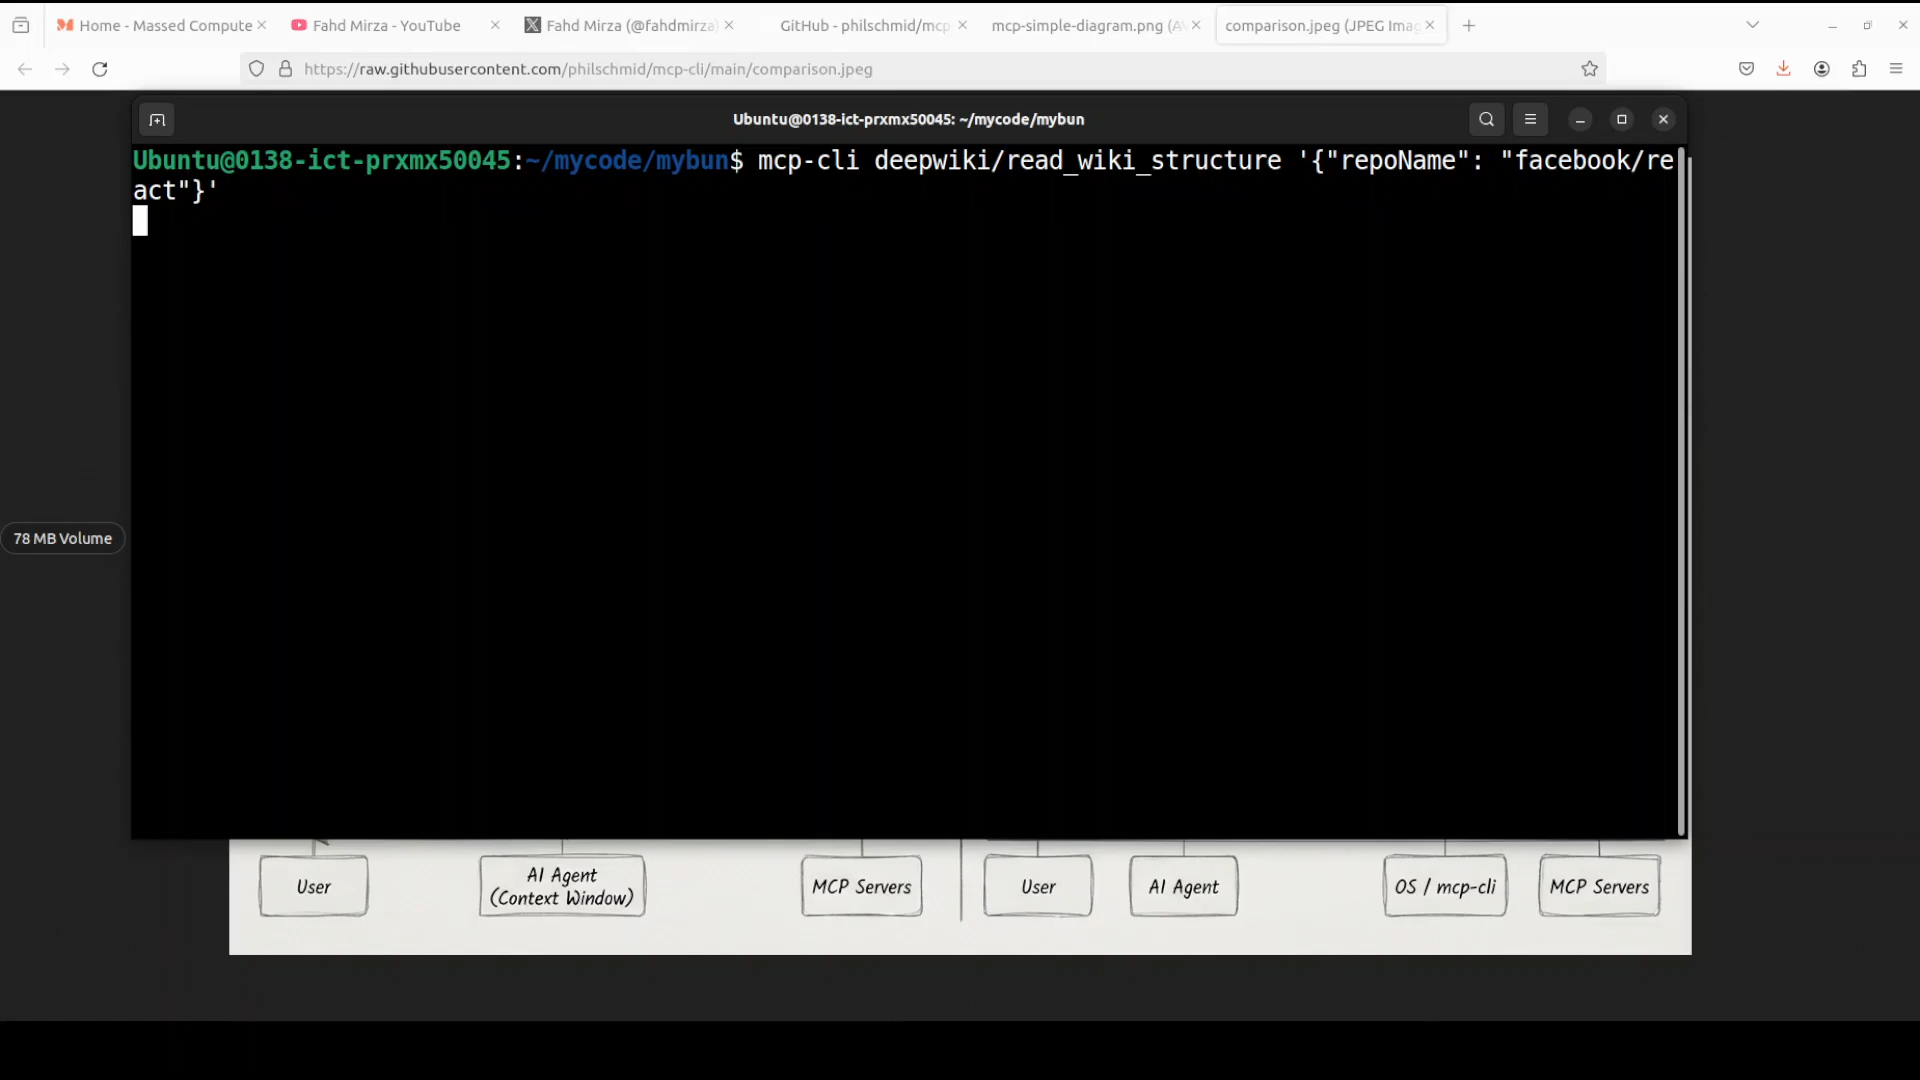 Home - Massed Compute
Fahd Mirza - YouTube
Fahd Mirza (@fahdmirza)
GitHub - philschmid/mcp
mcp-simple-diagram.png (AV
comparison.jpeg (JPEG Imag
https://raw.githubusercontent.com/philschmid/mcp-cli/main/comparison.jpeg
Ubuntu@0138-ict-prxmx50045: ~/mycode/mybun
Ubuntu@0138-ict-prxmx50045:~/mycode/mybun$ mcp-cli deepwiki/read_wiki_structure '{"repoName": "facebook/re
act"}'
78 MB Volume
User
AI Agent
(Context Window)
MCP Servers
User
AI Agent
OS / mcp-cli
MCP Servers